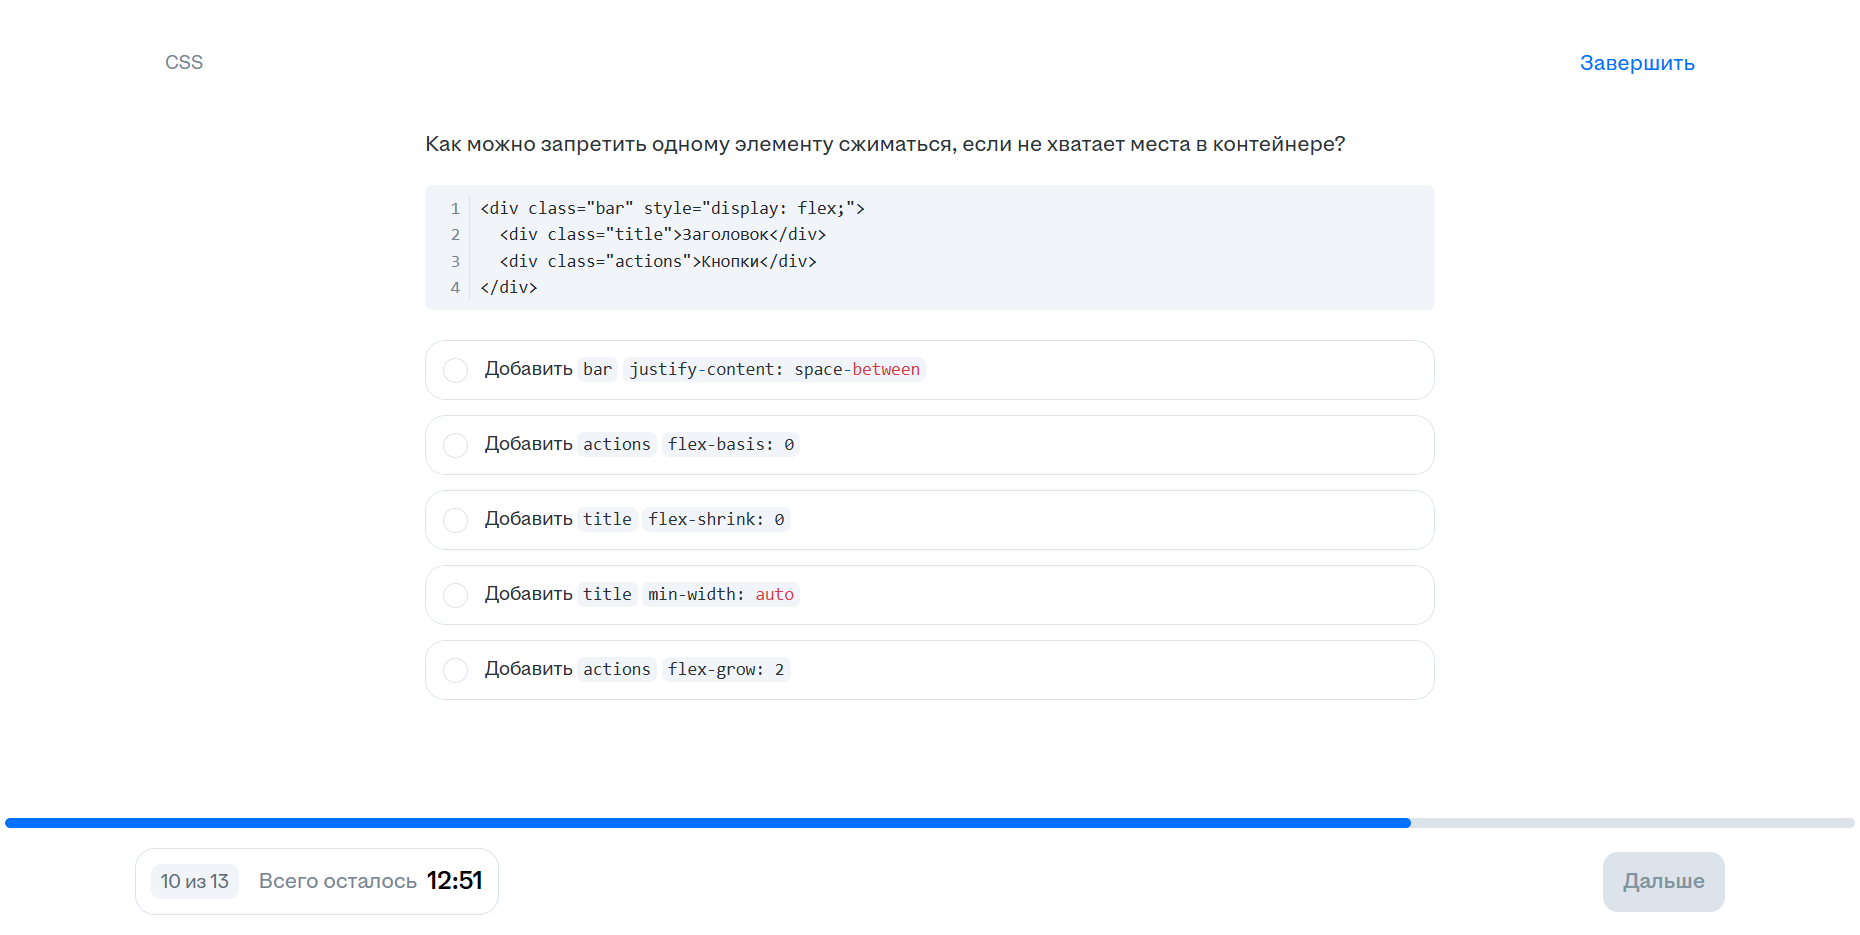 CSS
Завершить
Как можно запретить одному элементу сжиматься, если не хватает места в контейнере?
1 <div class="bar" style="display: flex;">
2   <div class="title">Заголовок</div>
3   <div class="actions">Кнопки</div>
4 </div>
Добавить bar justify-content: space-between
Добавить actions flex-basis: 0
Добавить title flex-shrink: 0
Добавить title min-width: auto
Добавить actions flex-grow: 2
10 из 13 Всего осталось 12:51
Дальше